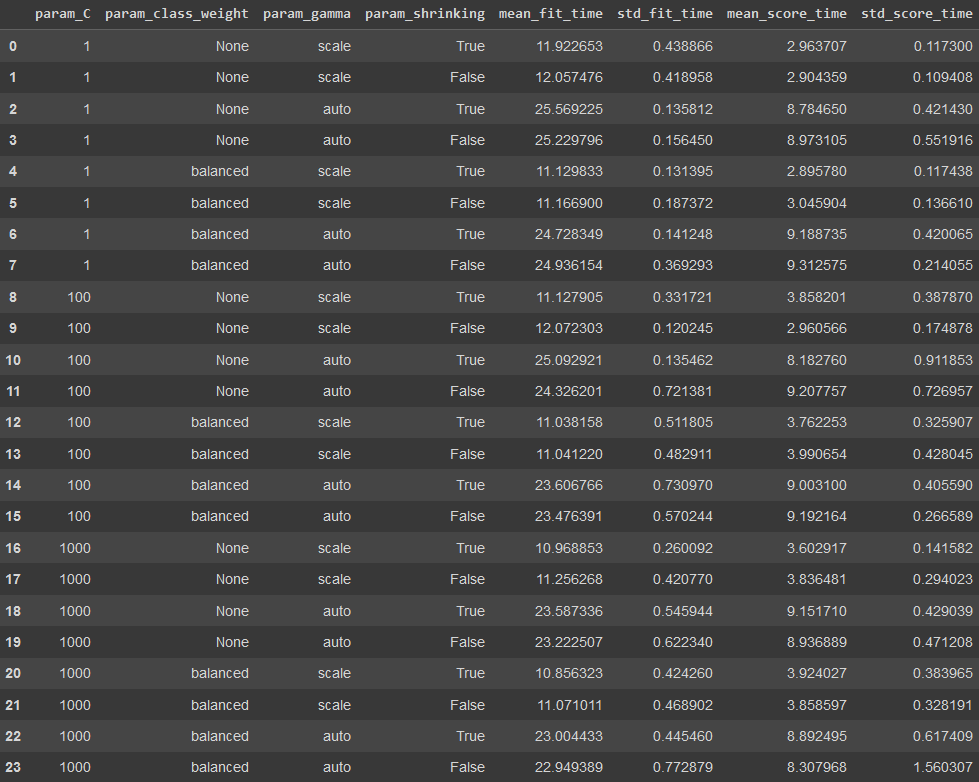 param_C param_class_weight param_gamma param_shrinking mean_fit_time std_fit_time mean_score_time std_score_time
0 1 None scale True 11.922653 0.438866 2.963707 0.117300
1 1 None scale False 12.057476 0.418958 2.904359 0.109408
2 1 None auto True 25.569225 0.135812 8.784650 0.421430
3 1 None auto False 25.229796 0.156450 8.973105 0.551916
4 1 balanced scale True 11.129833 0.131395 2.895780 0.117438
5 1 balanced scale False 11.166900 0.187372 3.045904 0.136610
6 1 balanced auto True 24.728349 0.141248 9.188735 0.420065
7 1 balanced auto False 24.936154 0.369293 9.312575 0.214055
8 100 None scale True 11.127905 0.331721 3.858201 0.387870
9 100 None scale False 12.072303 0.120245 2.960566 0.174878
10 100 None auto True 25.092921 0.135462 8.182760 0.911853
11 100 None auto False 24.326201 0.721381 9.207757 0.726957
12 100 balanced scale True 11.038158 0.511805 3.762253 0.325907
13 100 balanced scale False 11.041220 0.482911 3.990654 0.428045
14 100 balanced auto True 23.606766 0.730970 9.003100 0.405590
15 100 balanced auto False 23.476391 0.570244 9.192164 0.266589
16 1000 None scale True 10.968853 0.260092 3.602917 0.141582
17 1000 None scale False 11.256268 0.420770 3.836481 0.294023
18 1000 None auto True 23.587336 0.545944 9.151710 0.429039
19 1000 None auto False 23.222507 0.622340 8.936889 0.471208
20 1000 balanced scale True 10.856323 0.424260 3.924027 0.383965
21 1000 balanced scale False 11.071011 0.468902 3.858597 0.328191
22 1000 balanced auto True 23.004433 0.445460 8.892495 0.617409
23 1000 balanced auto False 22.949389 0.772879 8.307968 1.560307